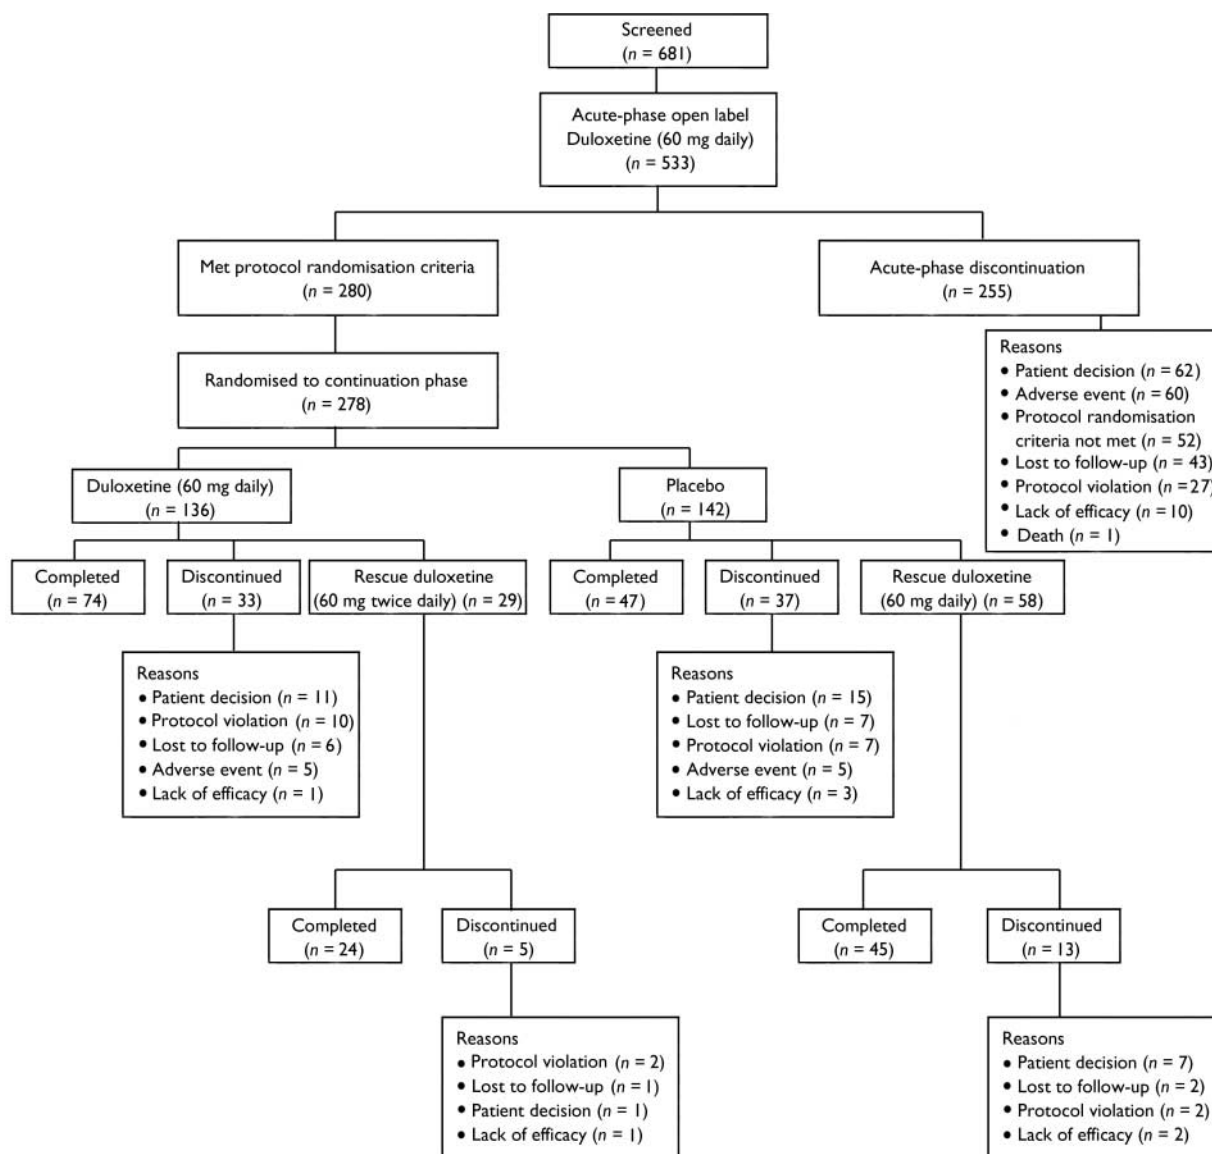 Screened
(n = 681)
Acute-phase open label
Duloxetine (60 mg daily)
(n = 533)
Met protocol randomisation criteria
(n = 280)
Acute-phase discontinuation
(n = 255)
Reasons
• Patient decision (n = 62)
• Adverse event (n = 60)
• Protocol randomisation
criteria not met (n = 52)
• Lost to follow-up (n = 43)
• Protocol violation (n =27)
• Lack of efficacy (n =10)
• Death (n = 1)
Randomised to continuation phase
(n = 278)
Duloxetine (60 mg daily)
(n = 136)
Placebo
(n = 142)
Completed
(n = 74)
Discontinued
(n = 33)
Rescue duloxetine
(60 mg twice daily) (n = 29)
Completed
(n = 47)
Discontinued
(n = 37)
Rescue duloxetine
(60 mg daily) (n = 58)
Reasons
• Patient decision (n = 11)
• Protocol violation (n = 10)
• Lost to follow-up (n = 6)
• Adverse event (n = 5)
• Lack of efficacy (n = 1)
Reasons
• Patient decision (n = 15)
• Lost to follow-up (n = 7)
• Protocol violation (n = 7)
• Adverse event (n = 5)
• Lack of efficacy (n = 3)
Completed
(n = 24)
Discontinued
(n = 5)
Completed
(n = 45)
Discontinued
(n = 13)
Reasons
• Protocol violation (n = 2)
• Lost to follow-up (n = 1)
• Patient decision (n = 1)
• Lack of efficacy (n = 1)
Reasons
• Patient decision (n = 7)
• Lost to follow-up (n = 2)
• Protocol violation (n = 2)
• Lack of efficacy (n = 2)